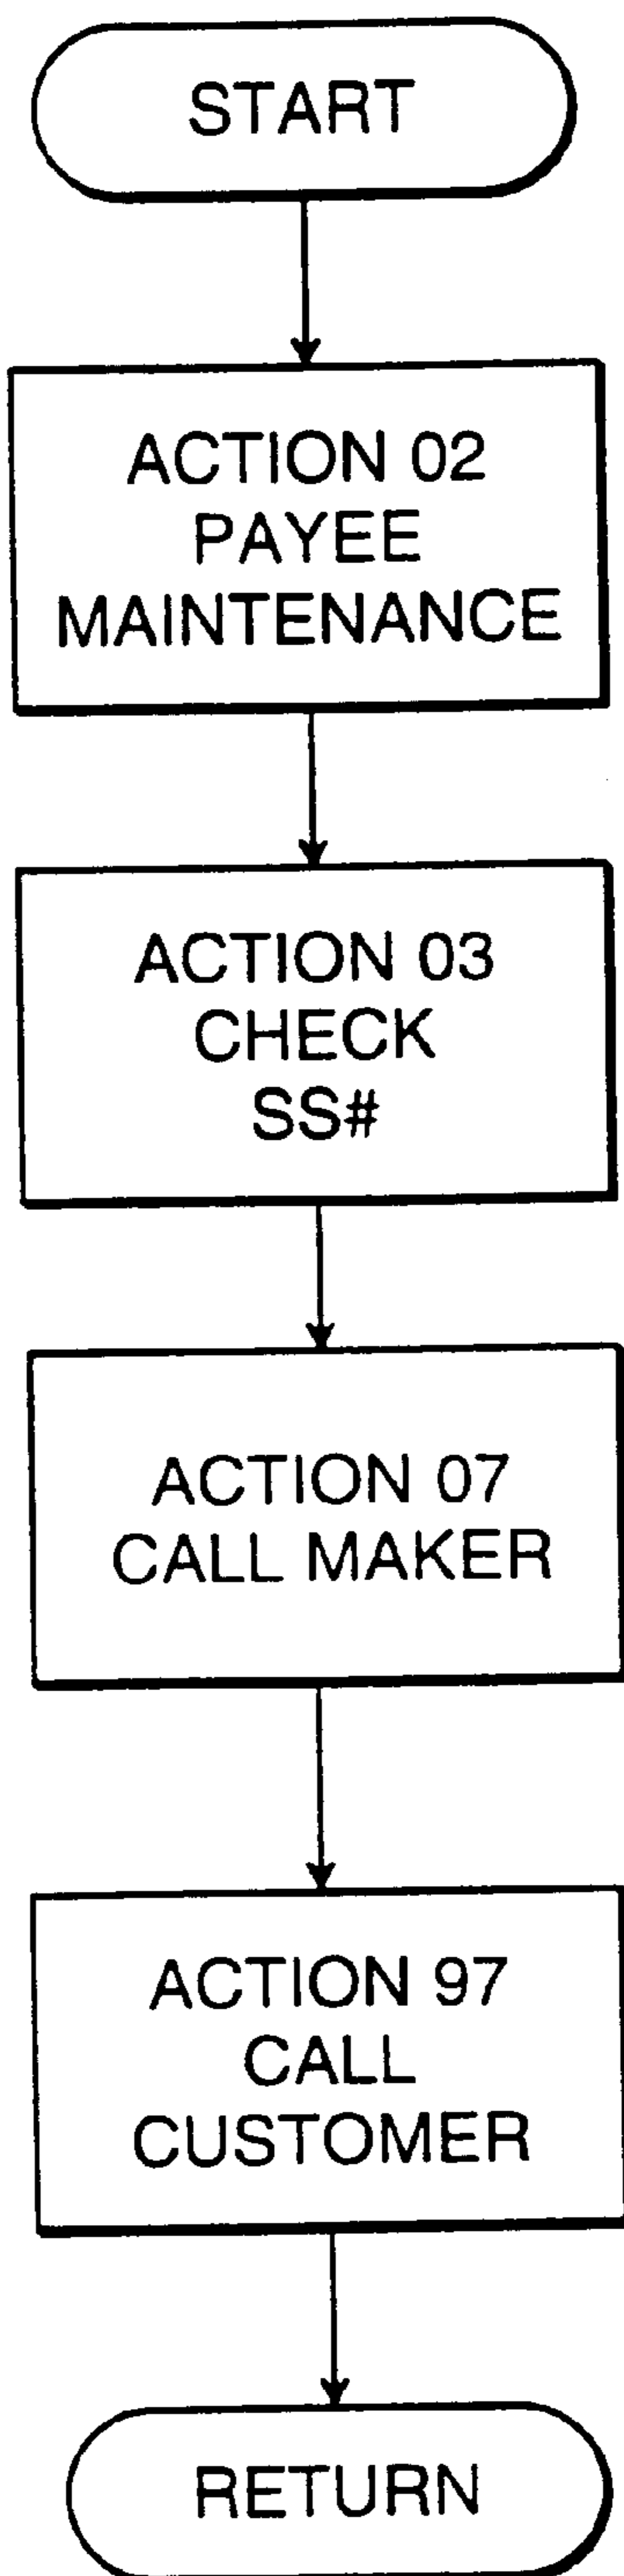 START
ACTION 02
PAYEE
MAINTENANCE
ACTION 03
CHECK
SS#
ACTION 07
CALL MAKER
ACTION 97
CALL
CUSTOMER
RETURN